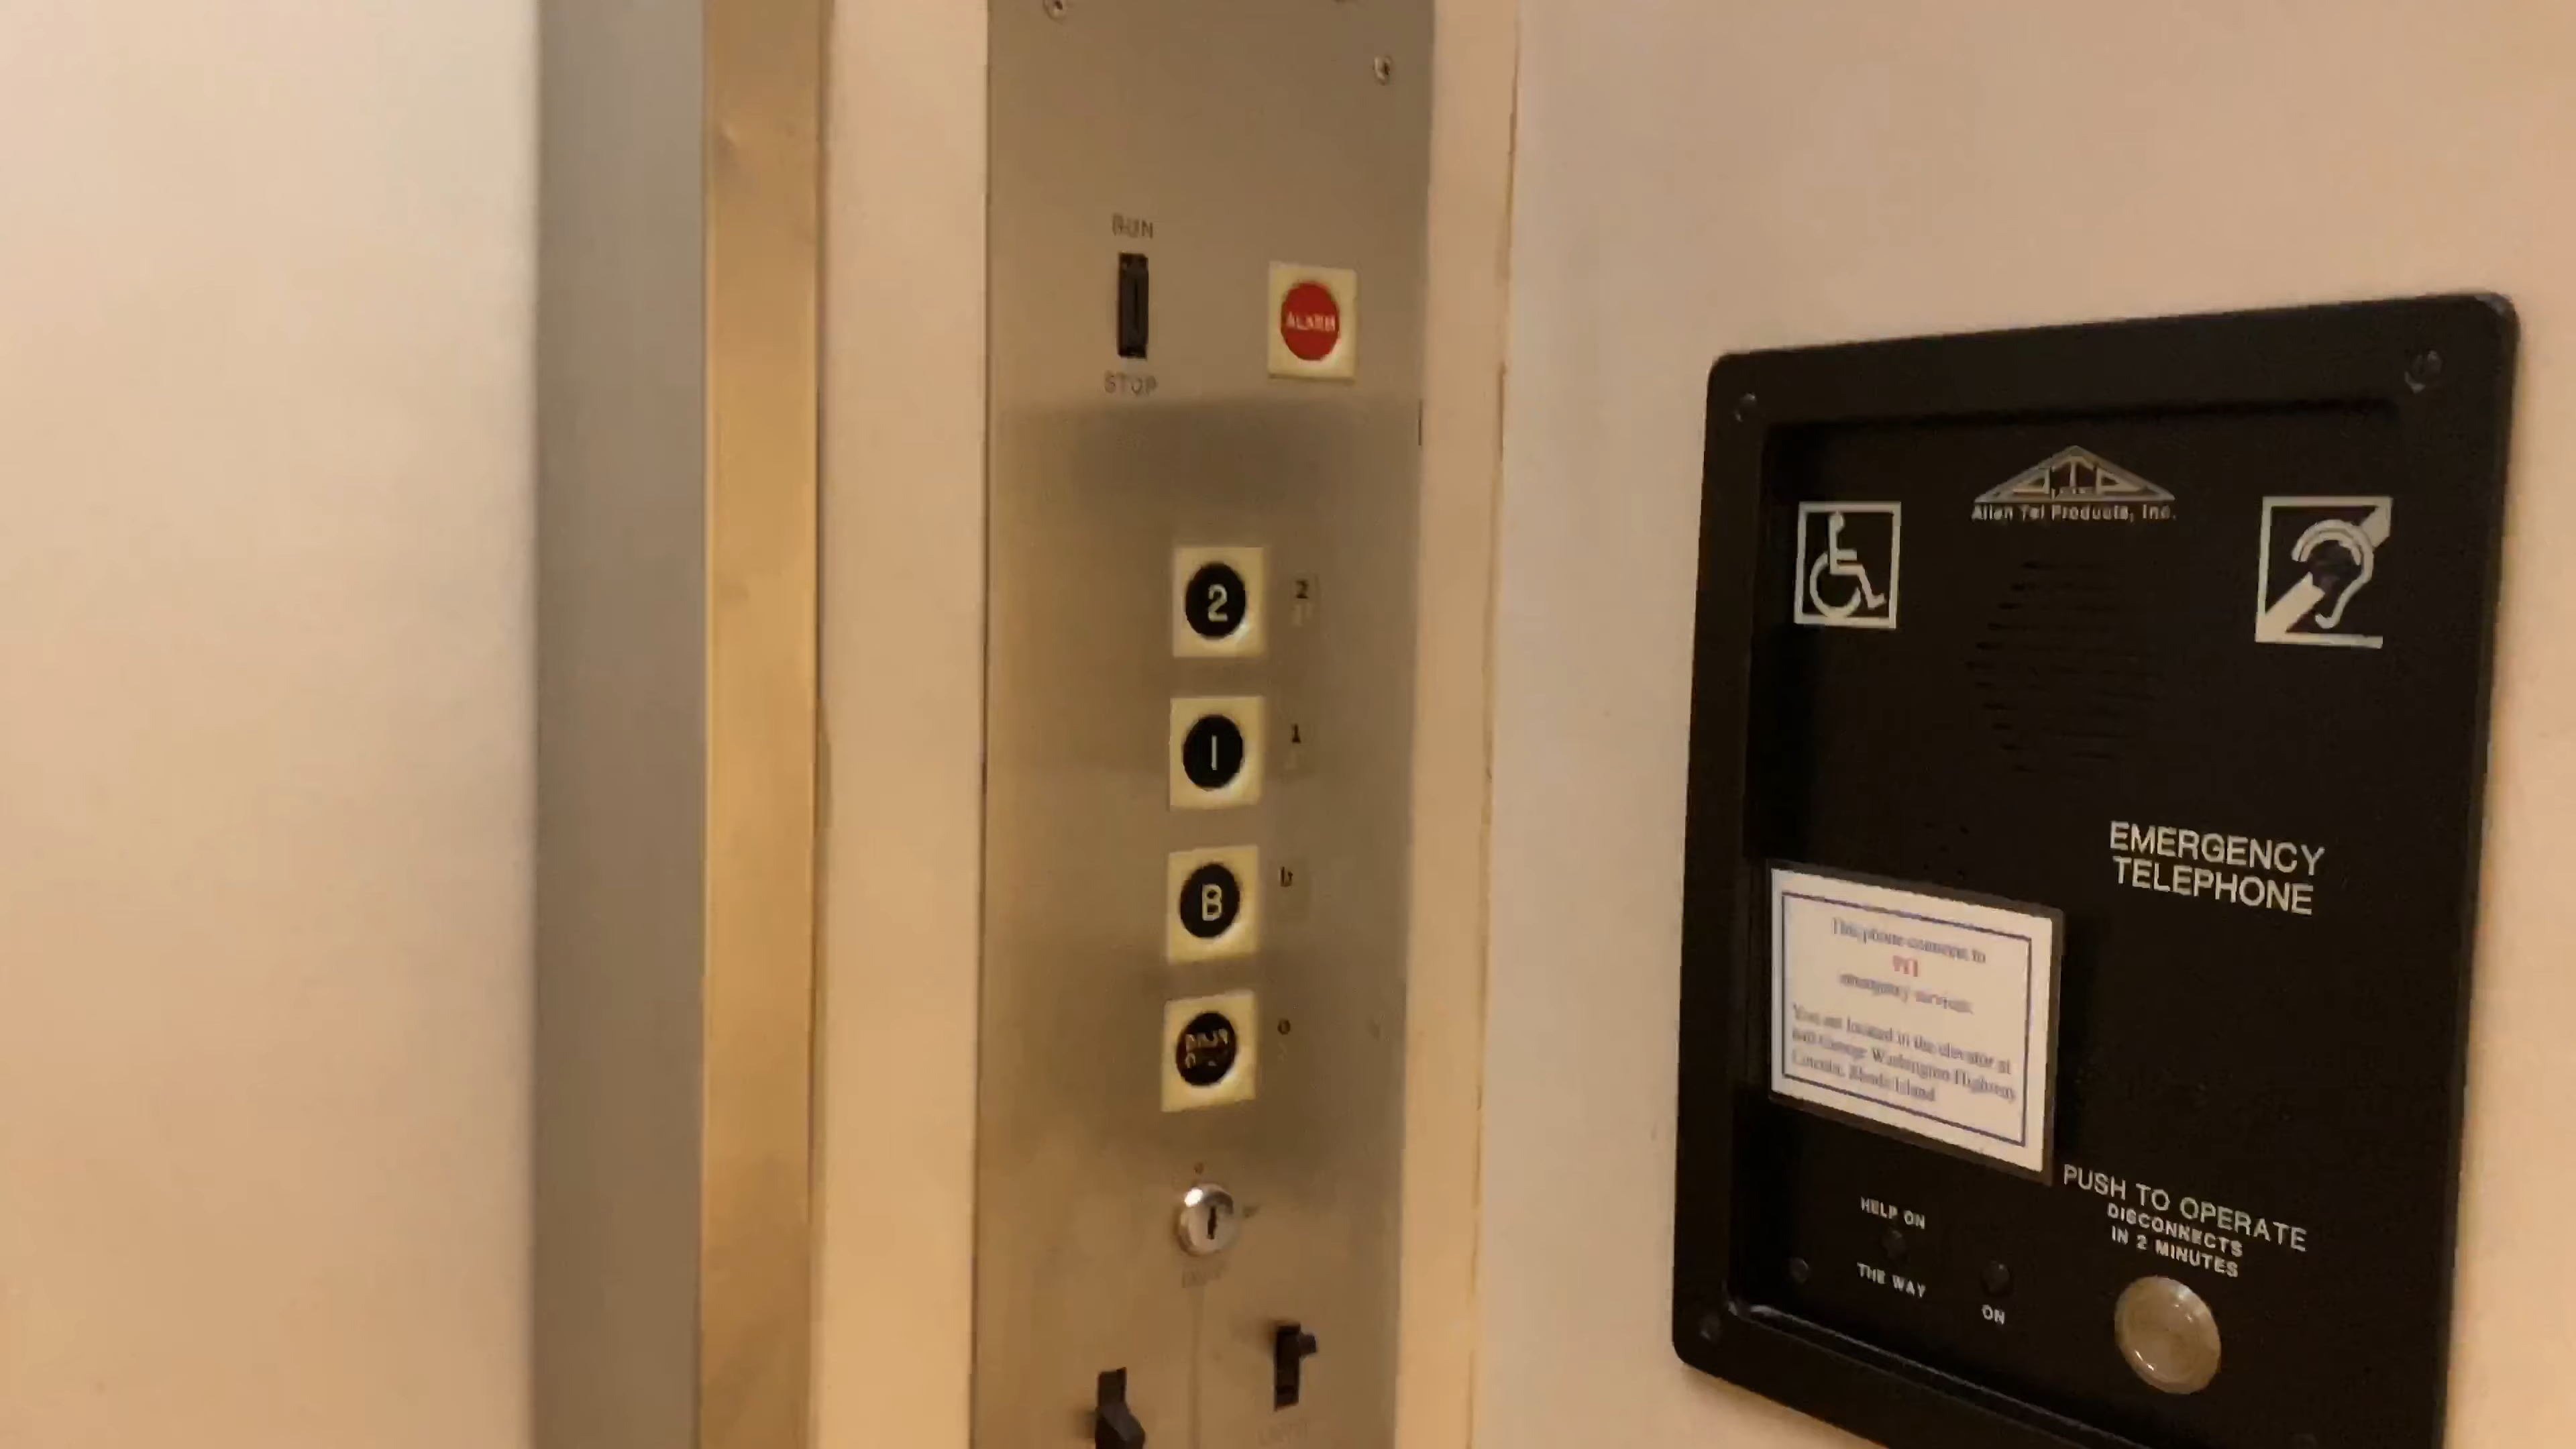 RUN
ALARM
STOP
2
2
1
1
B
b
DOOR
o
Allen Tel Products, Inc.
EMERGENCY
TELEPHONE
This phone connects to
911
emergency services.
You are located in the elevator at
George Washington Highway
Lincoln, Rhode Island
PUSH TO OPERATE
DISCONNECTS
IN 2 MINUTES
HELP ON
THE WAY
ON